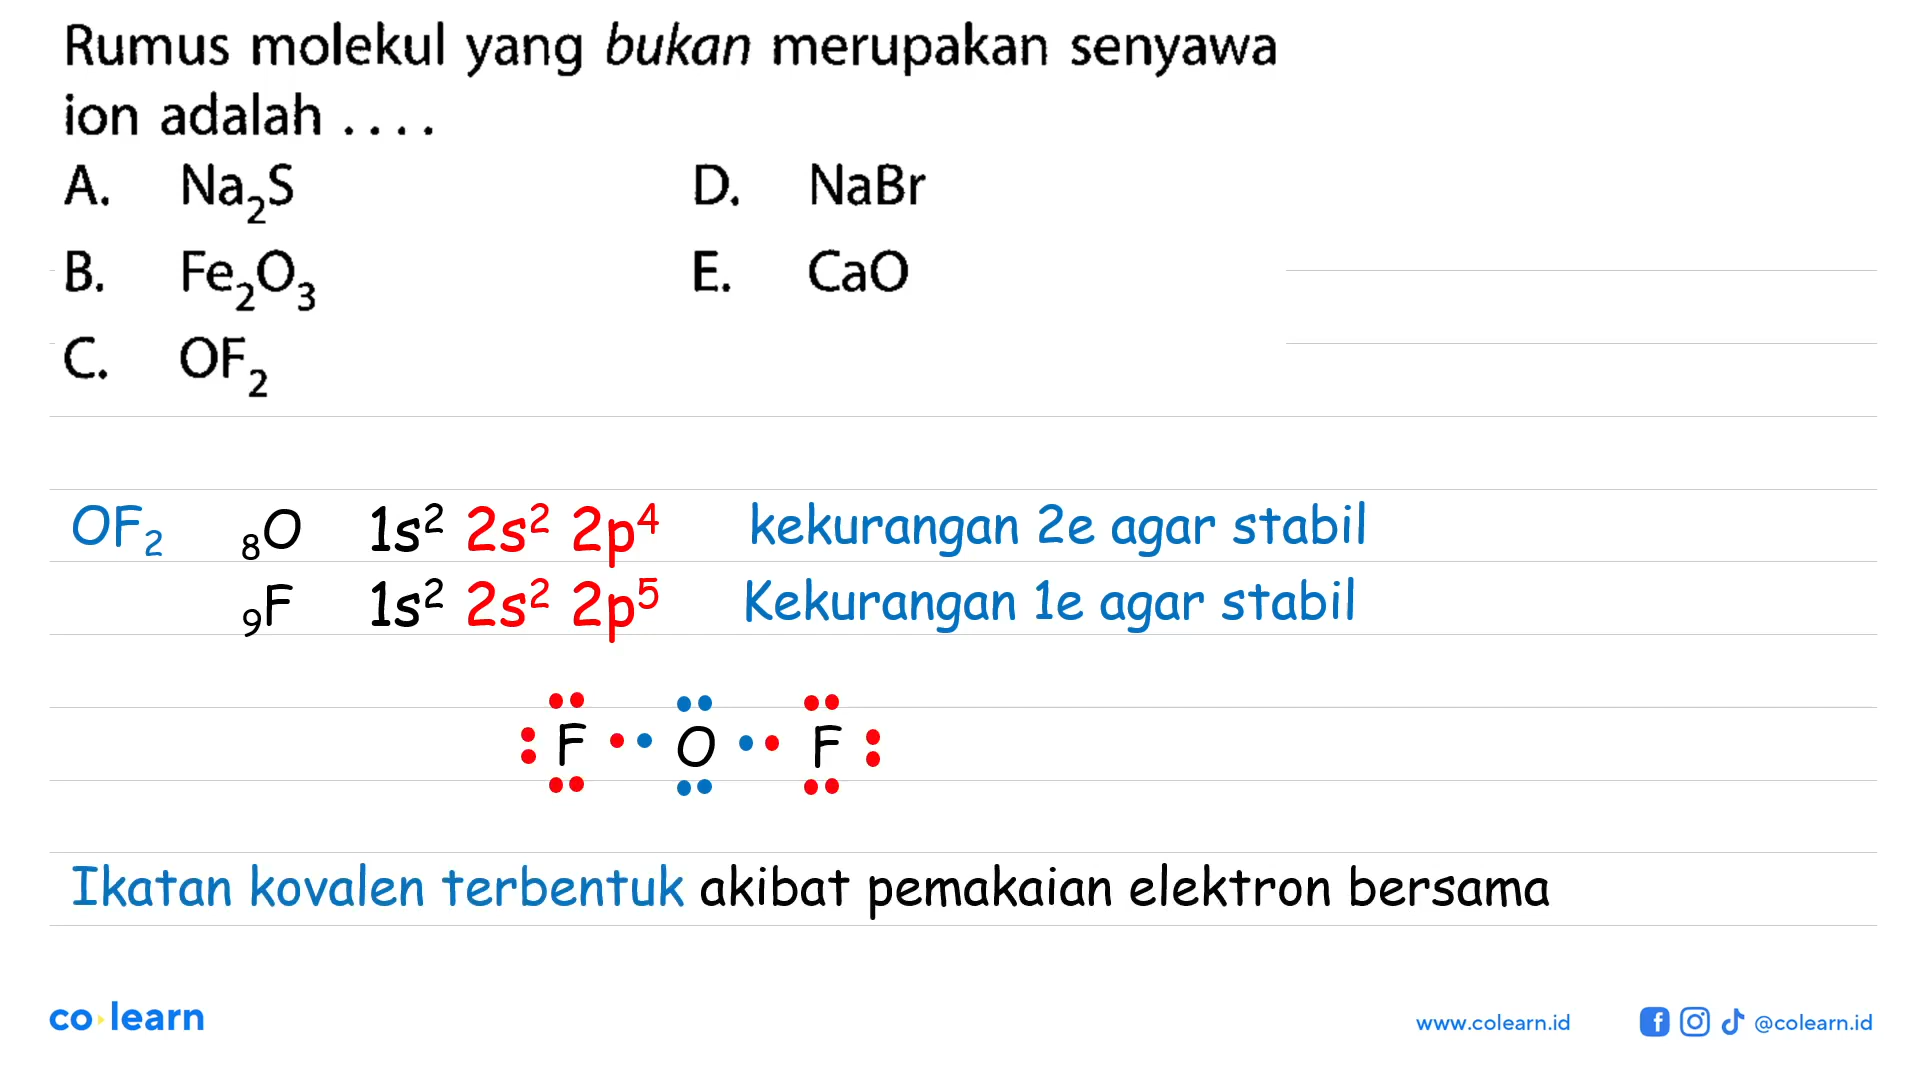 Rumus molekul yang bukan merupakan senyawa
ion adalah ....
A. Na₂S
D. NaBr
B. Fe₂O₃
E. CaO
C. OF₂
OF₂ ₈O 1s² 2s² 2p⁴ kekurangan 2e agar stabil
₉F 1s² 2s² 2p⁵ Kekurangan 1e agar stabil
F O F
Ikatan kovalen terbentuk akibat pemakaian elektron bersama
co learn
www.colearn.id
@colearn.id